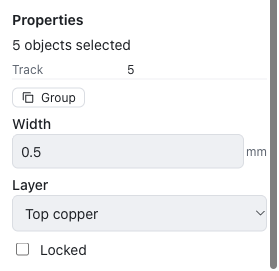 Properties
5 objects selected
Track 5
Group
Width
0.5 mm
Layer
Top copper
Locked